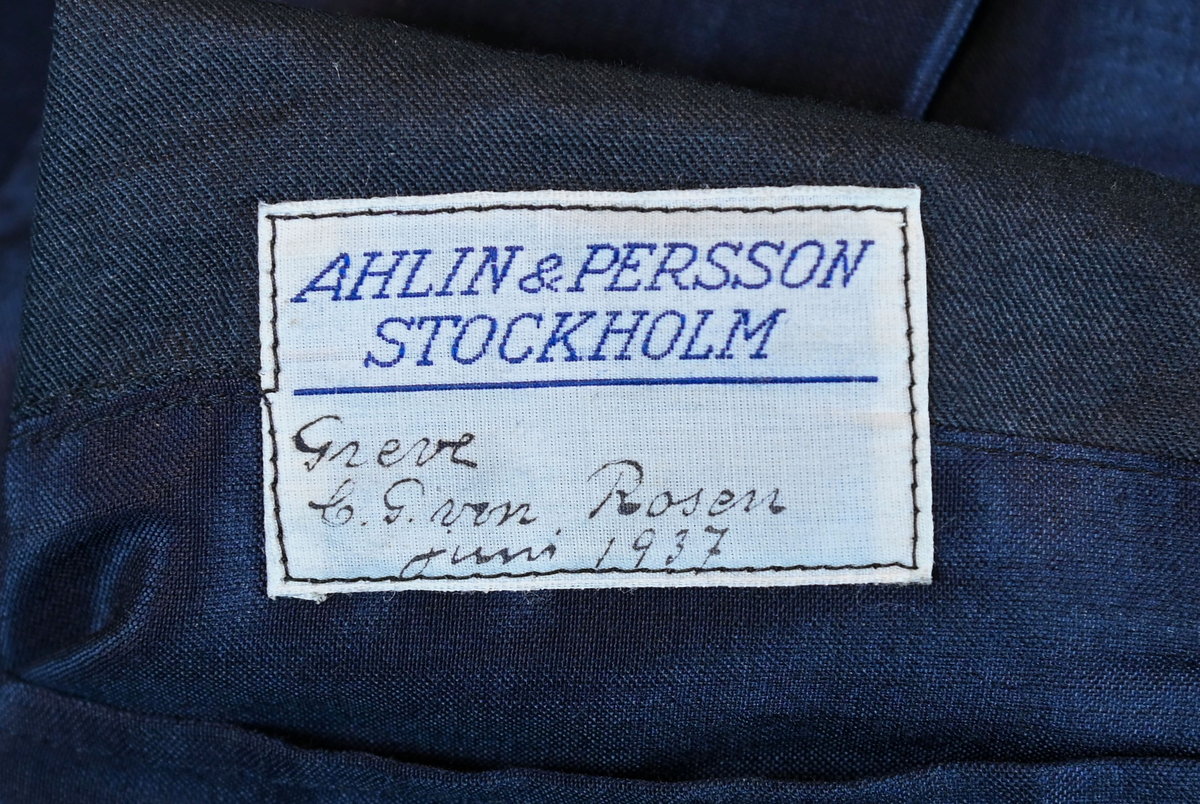 AHLIN & PERSSON
STOCKHOLM
Greve
C. G. von Rosen
juni 1937